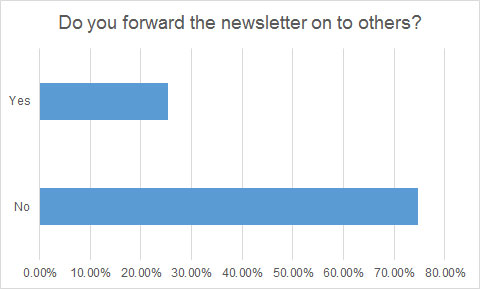 Do you forward the newsletter on to others?
Yes
No
0.00% 10.00% 20.00% 30.00% 40.00% 50.00% 60.00% 70.00% 80.00%